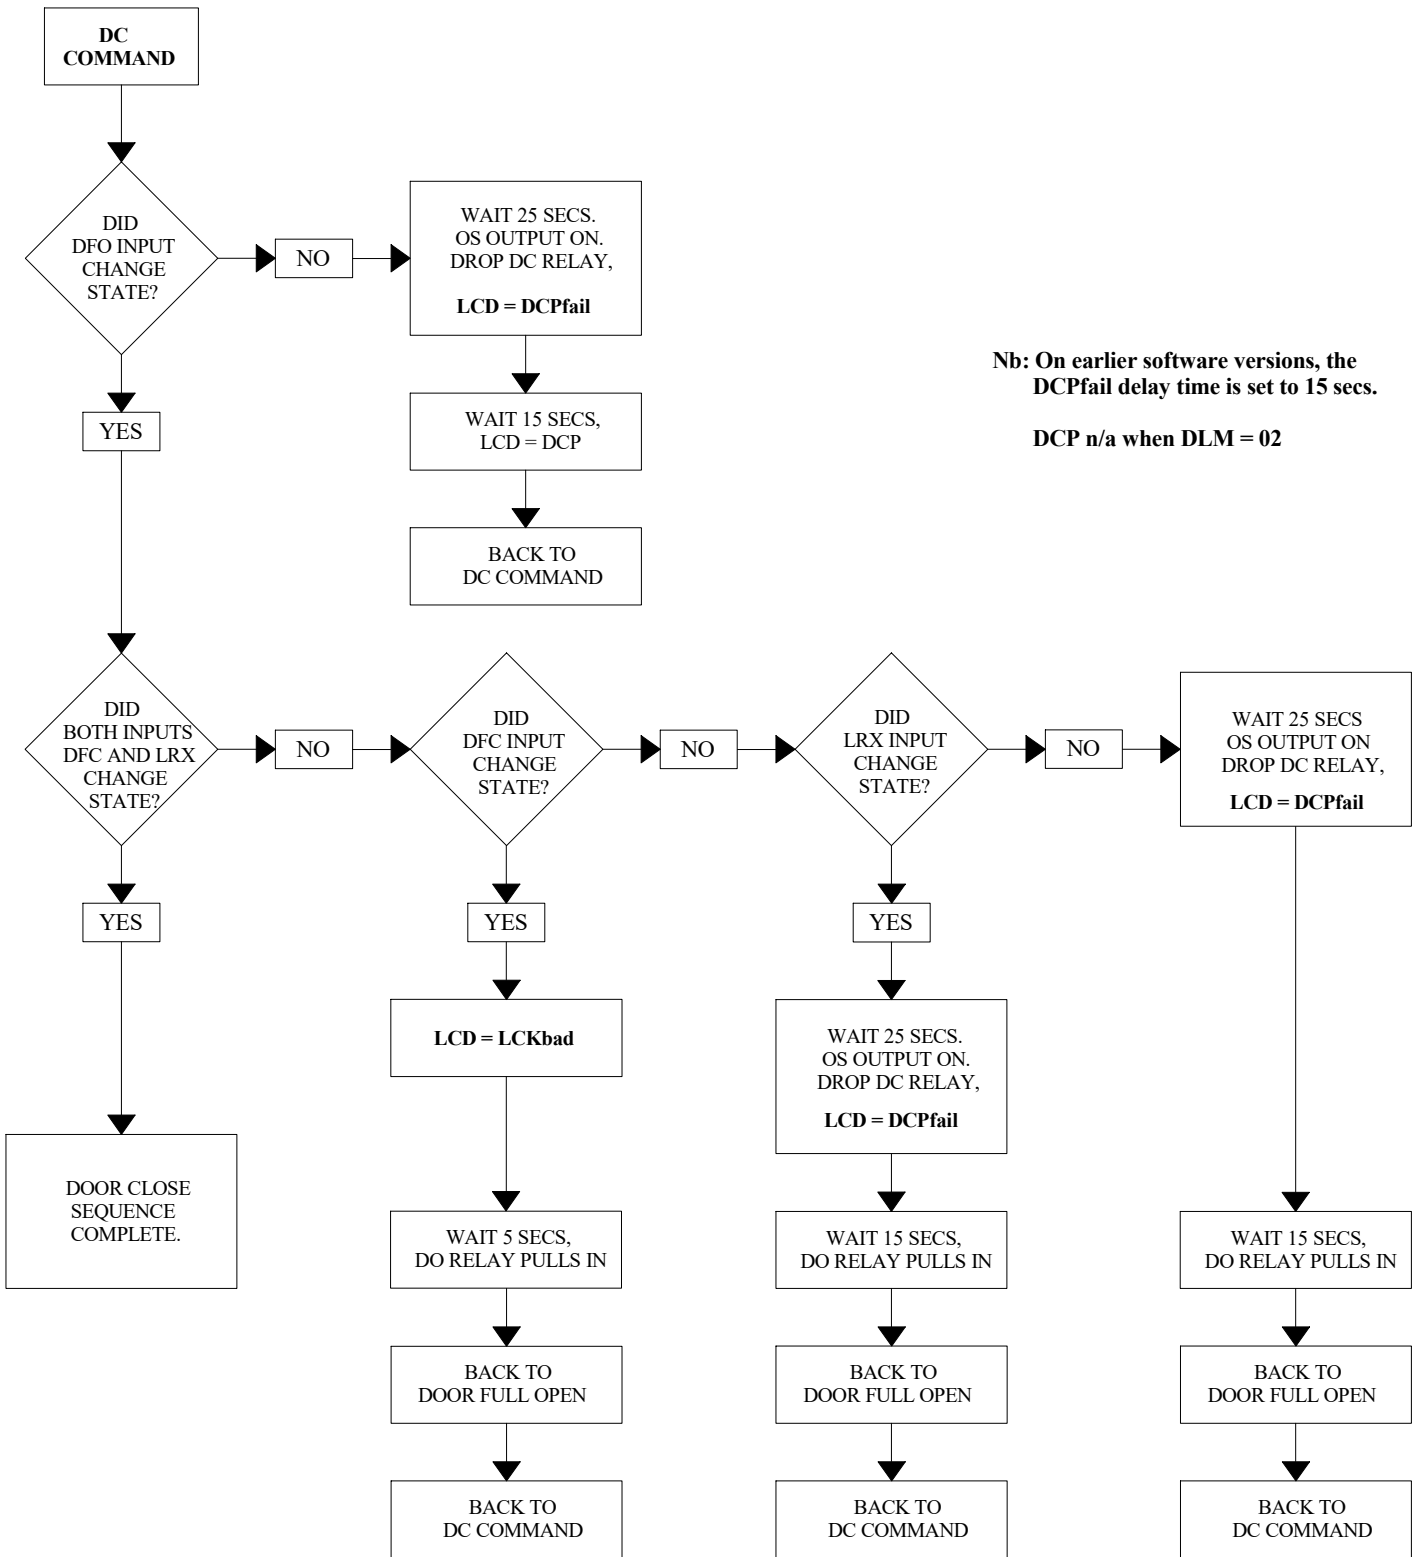 DC
COMMAND
DID
DFO INPUT
CHANGE
STATE?
NO
WAIT 25 SECS.
OS OUTPUT ON.
DROP DC RELAY,
LCD = DCPfail
WAIT 15 SECS,
LCD = DCP
BACK TO
DC COMMAND
Nb: On earlier software versions, the
DCPfail delay time is set to 15 secs.
DCP n/a when DLM = 02
YES
DID
BOTH INPUTS
DFC AND LRX
CHANGE
STATE?
NO
DID
DFC INPUT
CHANGE
STATE?
NO
DID
LRX INPUT
CHANGE
STATE?
NO
WAIT 25 SECS
OS OUTPUT ON
DROP DC RELAY,
LCD = DCPfail
YES
DOOR CLOSE
SEQUENCE
COMPLETE.
YES
LCD = LCKbad
WAIT 5 SECS,
DO RELAY PULLS IN
BACK TO
DOOR FULL OPEN
BACK TO
DC COMMAND
YES
WAIT 25 SECS.
OS OUTPUT ON.
DROP DC RELAY,
LCD = DCPfail
WAIT 15 SECS,
DO RELAY PULLS IN
BACK TO
DOOR FULL OPEN
BACK TO
DC COMMAND
WAIT 15 SECS,
DO RELAY PULLS IN
BACK TO
DOOR FULL OPEN
BACK TO
DC COMMAND